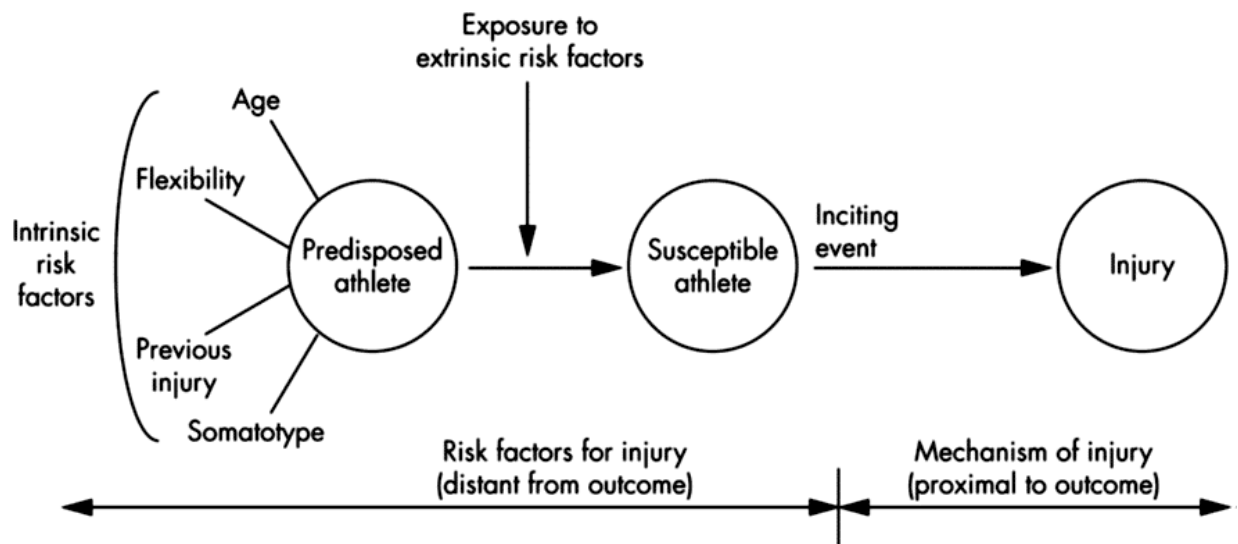 Exposure to
extrinsic risk factors
Age
Flexibility
Intrinsic
risk
factors
Previous
injury
Somatotype
Predisposed
athlete
Susceptible
athlete
Inciting
event
Injury
Risk factors for injury
(distant from outcome)
Mechanism of injury
(proximal to outcome)